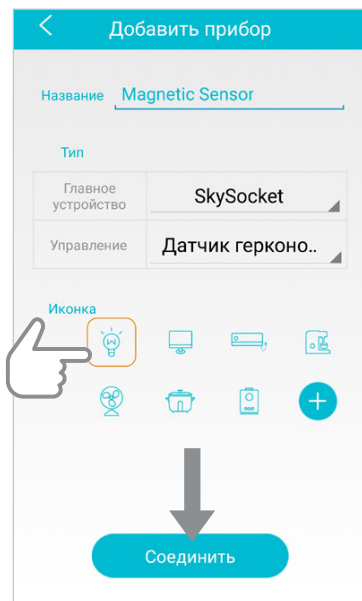 Добавить прибор
Название Magnetic Sensor
Тип
Главное
устройство
SkySocket
Управление Датчик герконо..
Иконка
Соединить